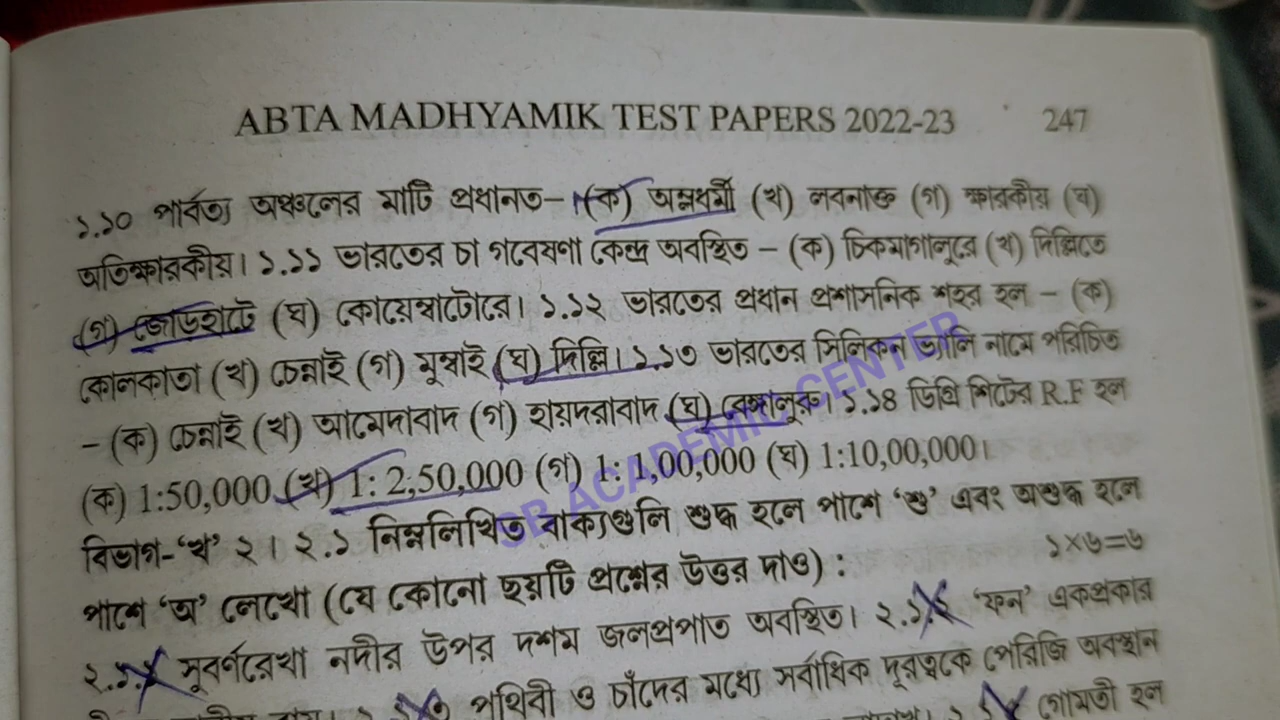 ABTA MADHYAMIK TEST PAPERS 2022-23 247
১.১০ পার্বত্য অঞ্চলের মাটি প্রধানত– (ক) অম্লধর্মী (খ) লবনাক্ত (গ) ক্ষারকীয় (ঘ)
অতিক্ষারকীয়। ১.১১ ভারতের চা গবেষণা কেন্দ্র অবস্থিত – (ক) চিকমাগালুরে (খ) দিল্লিতে
(গ) জোড়হাটে (ঘ) কোয়েম্বাটোরে। ১.১২ ভারতের প্রধান প্রশাসনিক শহর হল – (ক)
কোলকাতা (খ) চেন্নাই (গ) মুম্বাই (ঘ) দিল্লি। ১.১৩ ভারতের সিলিকন ভ্যালি নামে পরিচিত
– (ক) চেন্নাই (খ) আমেদাবাদ (গ) হায়দরাবাদ (ঘ) বেঙ্গালুরু। ১.১৪ ডিগ্রি শিটের R.F হল
(ক) 1:50,000 (খ) 1: 2,50,000 (গ) 1: 1,00,000 (ঘ) 1:10,00,000।
বিভাগ-‘খ’ ২। ২.১ নিম্নলিখিত বাক্যগুলি শুদ্ধ হলে পাশে ‘শু’ এবং অশুদ্ধ হলে
পাশে ‘অ’ লেখো (যে কোনো ছয়টি প্রশ্নের উত্তর দাও) : ১×৬=৬
সুবর্ণরেখা নদীর উপর দশম জলপ্রপাত অবস্থিত। ‘ফন’ একপ্রকার
পৃথিবী ও চাঁদের মধ্যে সর্বাধিক দূরত্বকে পেরিজি অবস্থান
গোমতী হল
SB ACADEMIC CENTER